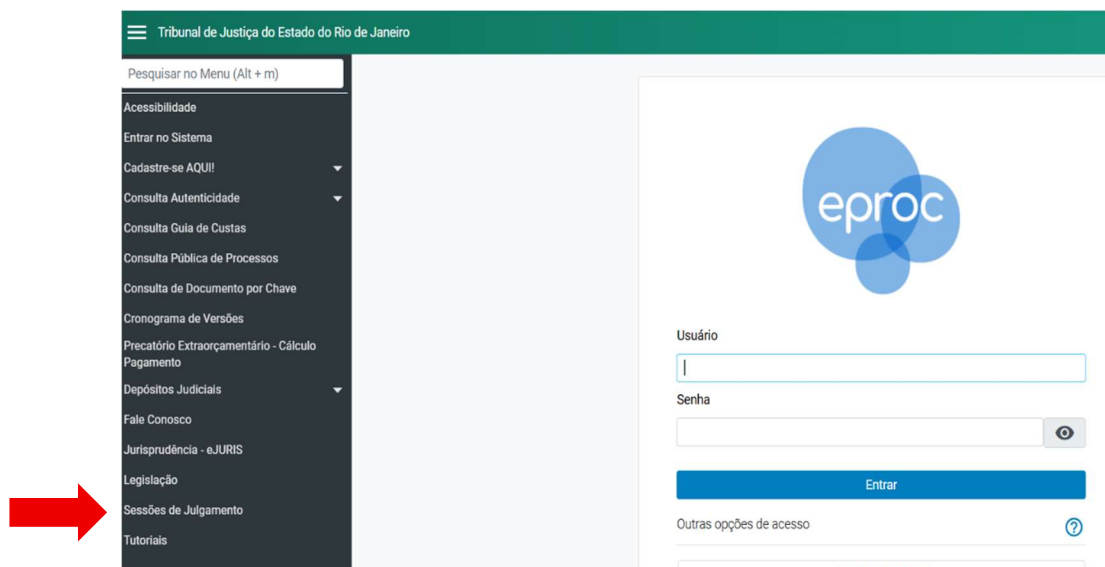 Tribunal de Justiça do Estado do Rio de Janeiro
Pesquisar no Menu (Alt + m)
Acessibilidade
Entrar no Sistema
Cadastre-se AQUI!
Consulta Autenticidade
Consulta Guia de Custas
Consulta Pública de Processos
Consulta de Documento por Chave
Cronograma de Versões
Precatório Extraorçamentário - Cálculo
Pagamento
Depósitos Judiciais
Fale Conosco
Jurisprudência - eJURIS
Legislação
Sessões de Julgamento
Tutoriais
eproc
Usuário
Senha
Entrar
Outras opções de acesso
?